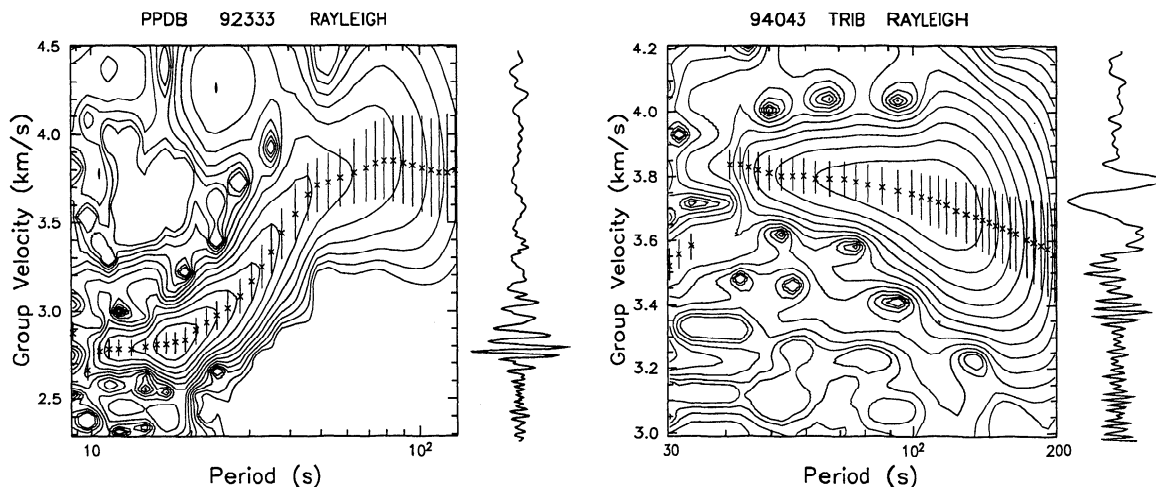 PPDB 92333 RAYLEIGH
4.5
4.0
3.5
3.0
2.5
Group Velocity (km/s)
10
10²
Period (s)
94043 TRIB RAYLEIGH
4.2
4.0
3.8
3.6
3.4
3.2
3.0
Group Velocity (km/s)
30
10²
200
Period (s)